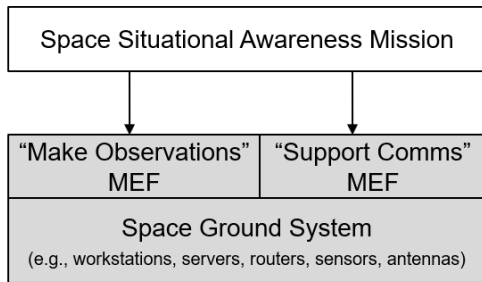 Space Situational Awareness Mission
“Make Observations” “Support Comms”
MEF MEF
Space Ground System
(e.g., workstations, servers, routers, sensors, antennas)